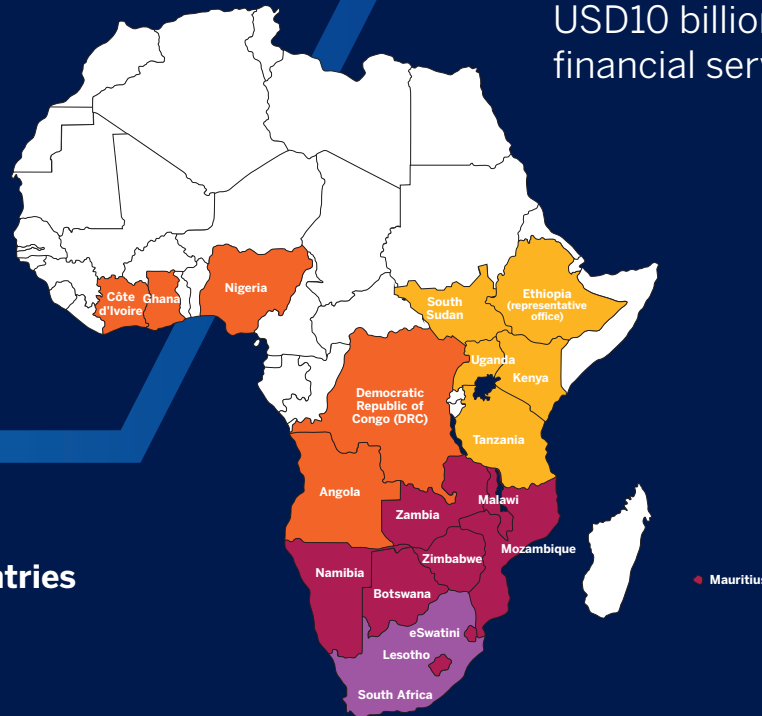 USD10 billion
financial serv
Côte
d'Ivoire
Ghana
Nigeria
South
Sudan
Ethiopia
(representative
office)
Uganda
Kenya
Democratic
Republic of
Congo (DRC)
Tanzania
Angola
Malawi
Zambia
Mozambique
Zimbabwe
Namibia
ntries
Mauritius
Botswana
eSwatini
Lesotho
South Africa